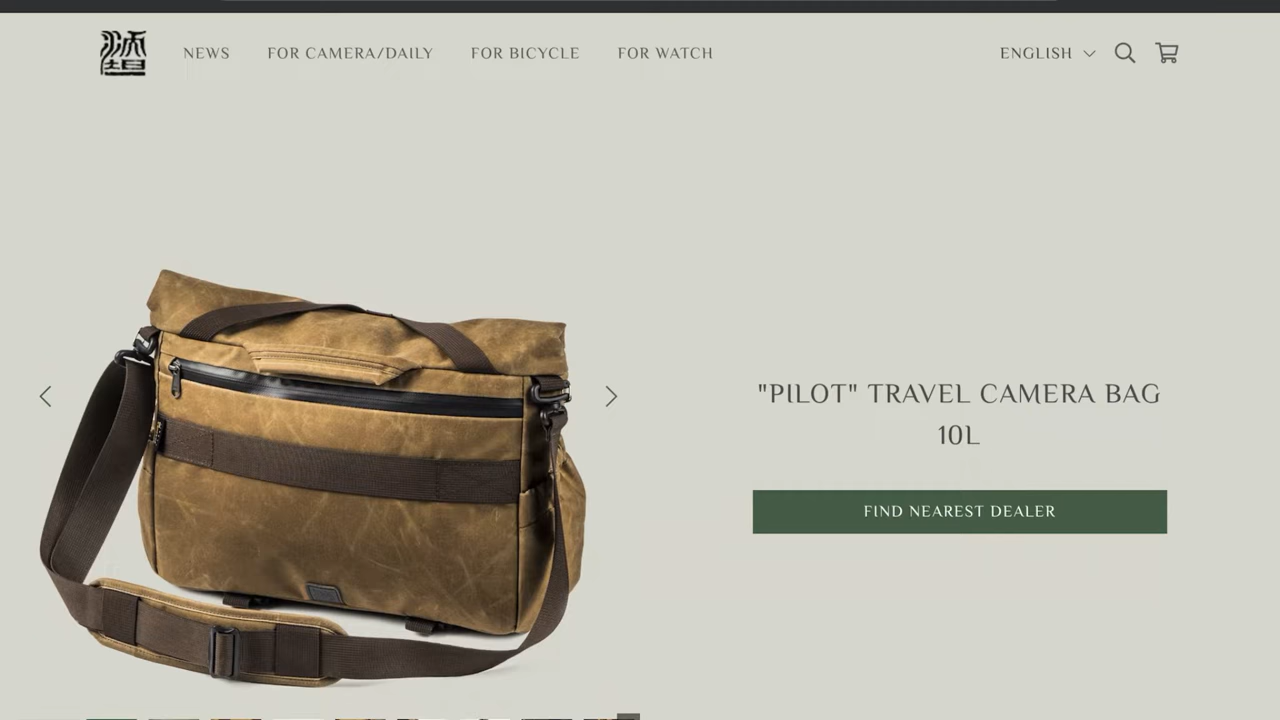 NEWS
FOR CAMERA/DAILY
FOR BICYCLE
FOR WATCH
ENGLISH
"PILOT" TRAVEL CAMERA BAG
10L
FIND NEAREST DEALER